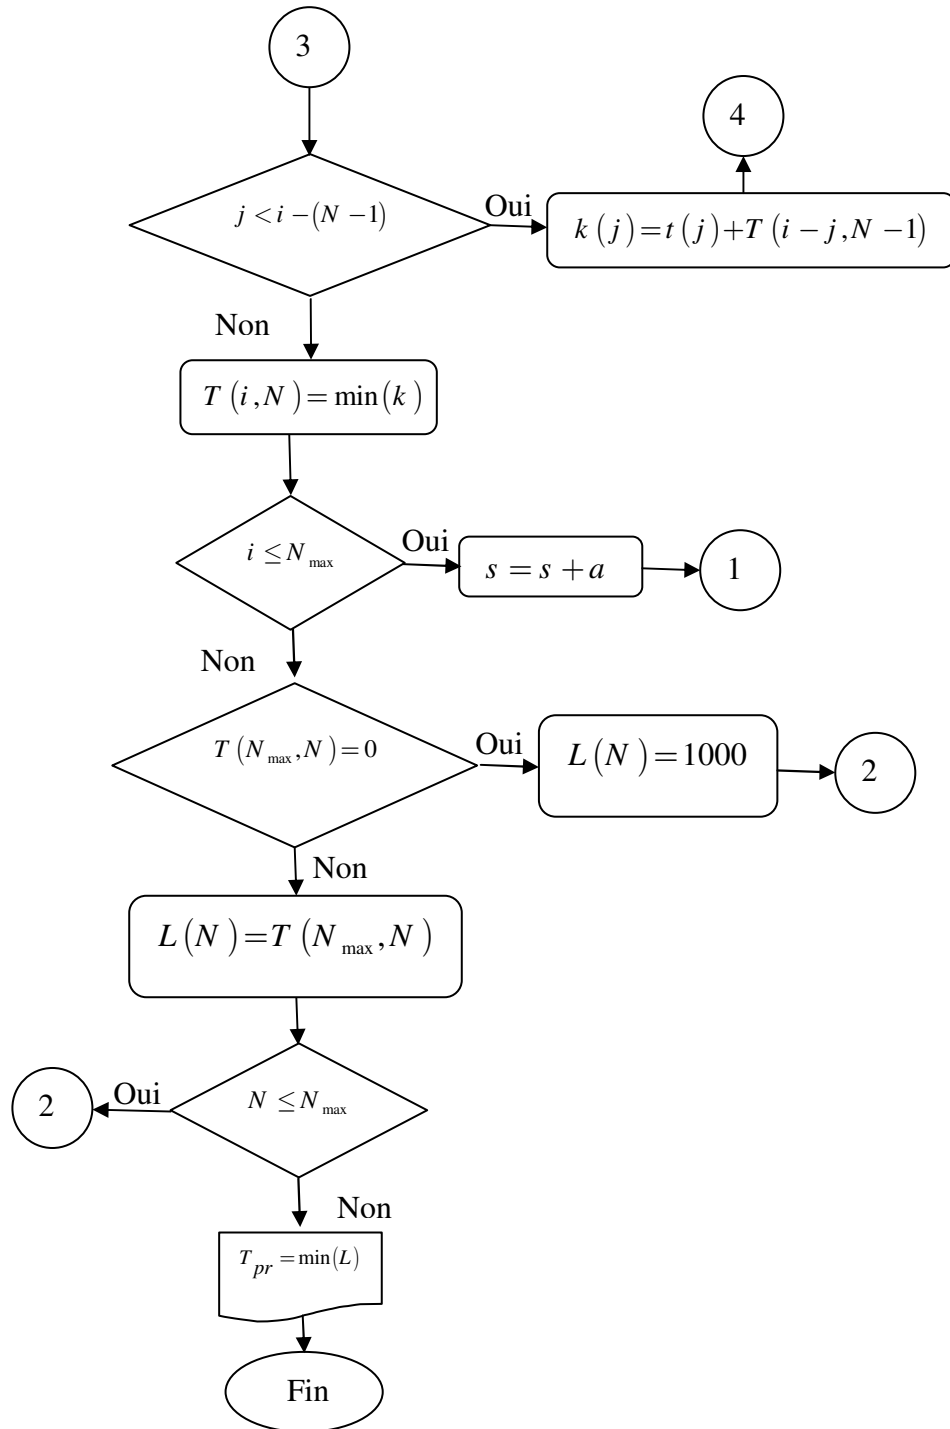 3
4
j < i − (N − 1)
Oui
k (j) = t (j) + T (i − j, N − 1)
Non
T (i, N) = min(k)
i ≤ N_max
Oui
s = s + a
1
Non
T (N_max, N) = 0
Oui
L(N) = 1000
2
Non
L(N) = T (N_max, N)
2
Oui
N ≤ N_max
Non
T_pr = min(L)
Fin